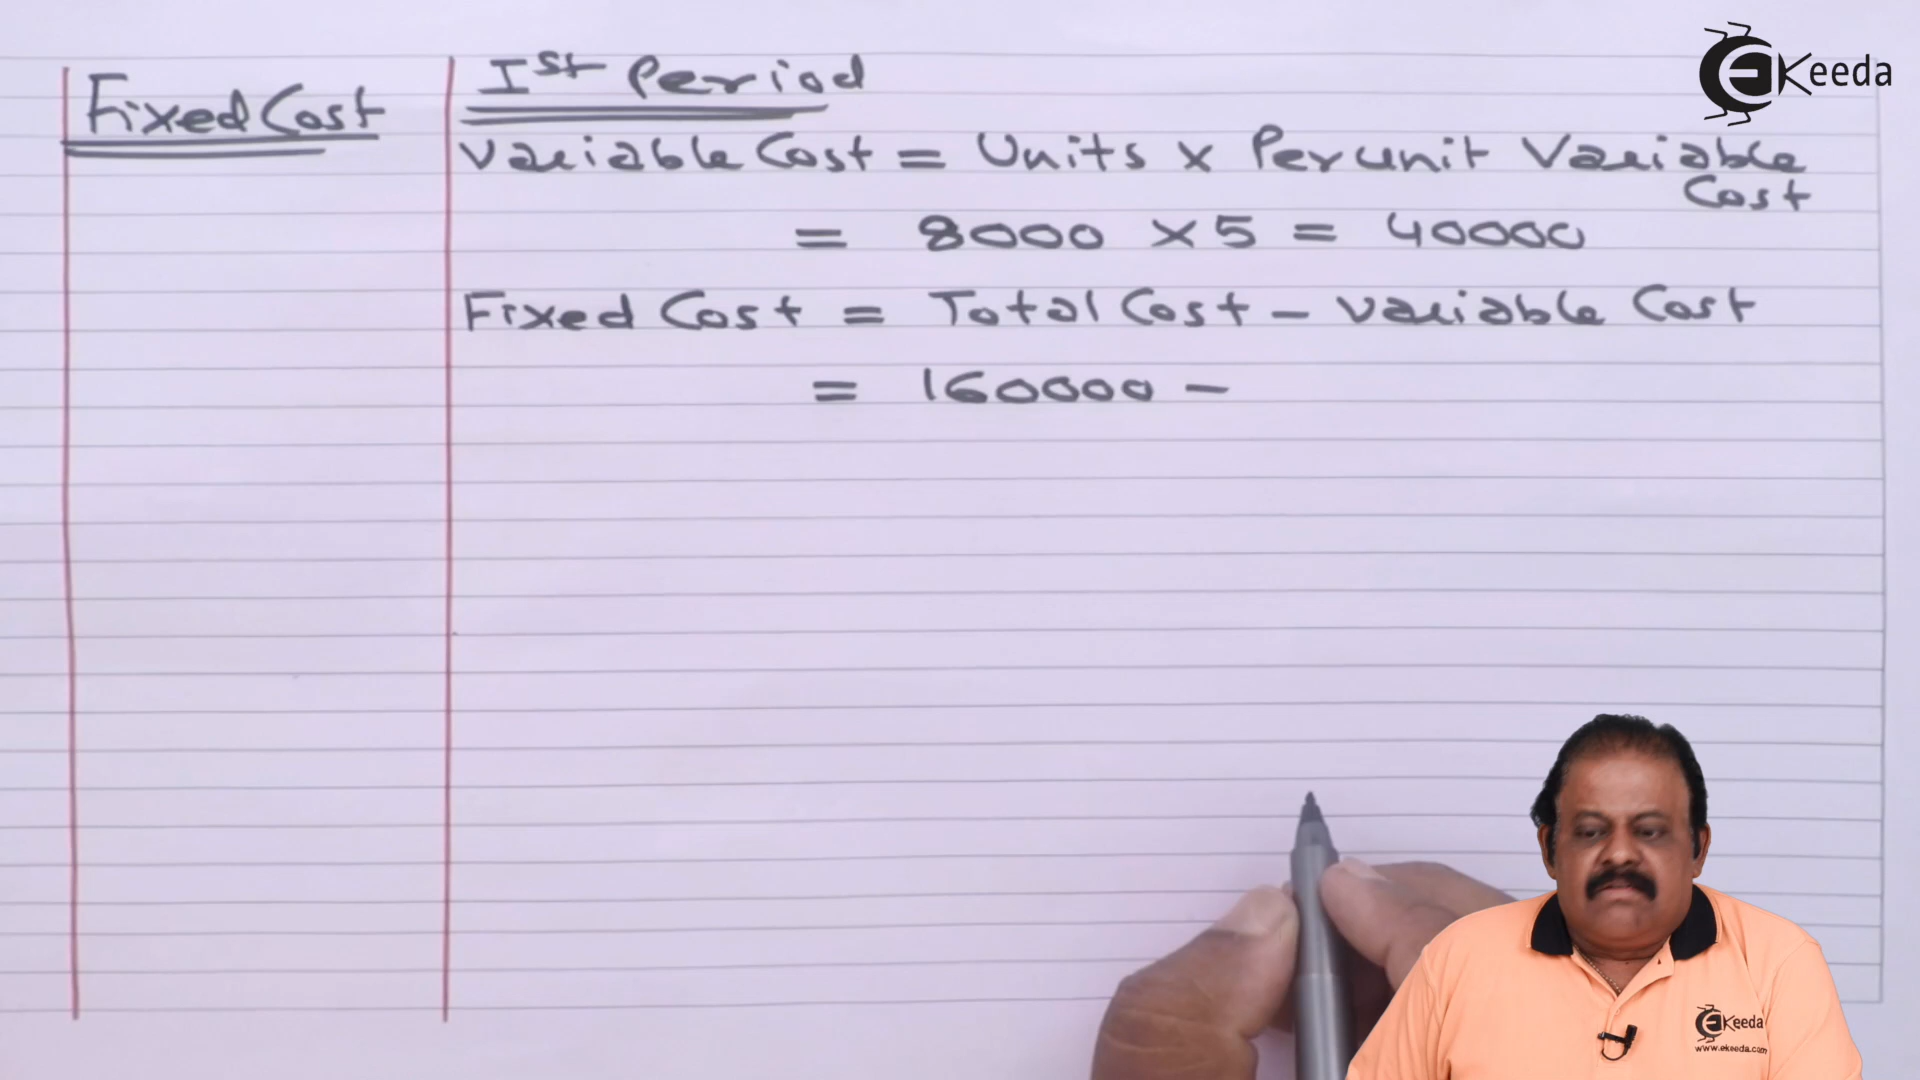 EKeeda
Fixed Cost
Ist Period
Variable Cost = Units x Per unit Variable
Cost
= 8000 x 5 = 40000
Fixed Cost = Total Cost - Variable Cost
= 160000 -
EKeeda
www.ekeeda.com